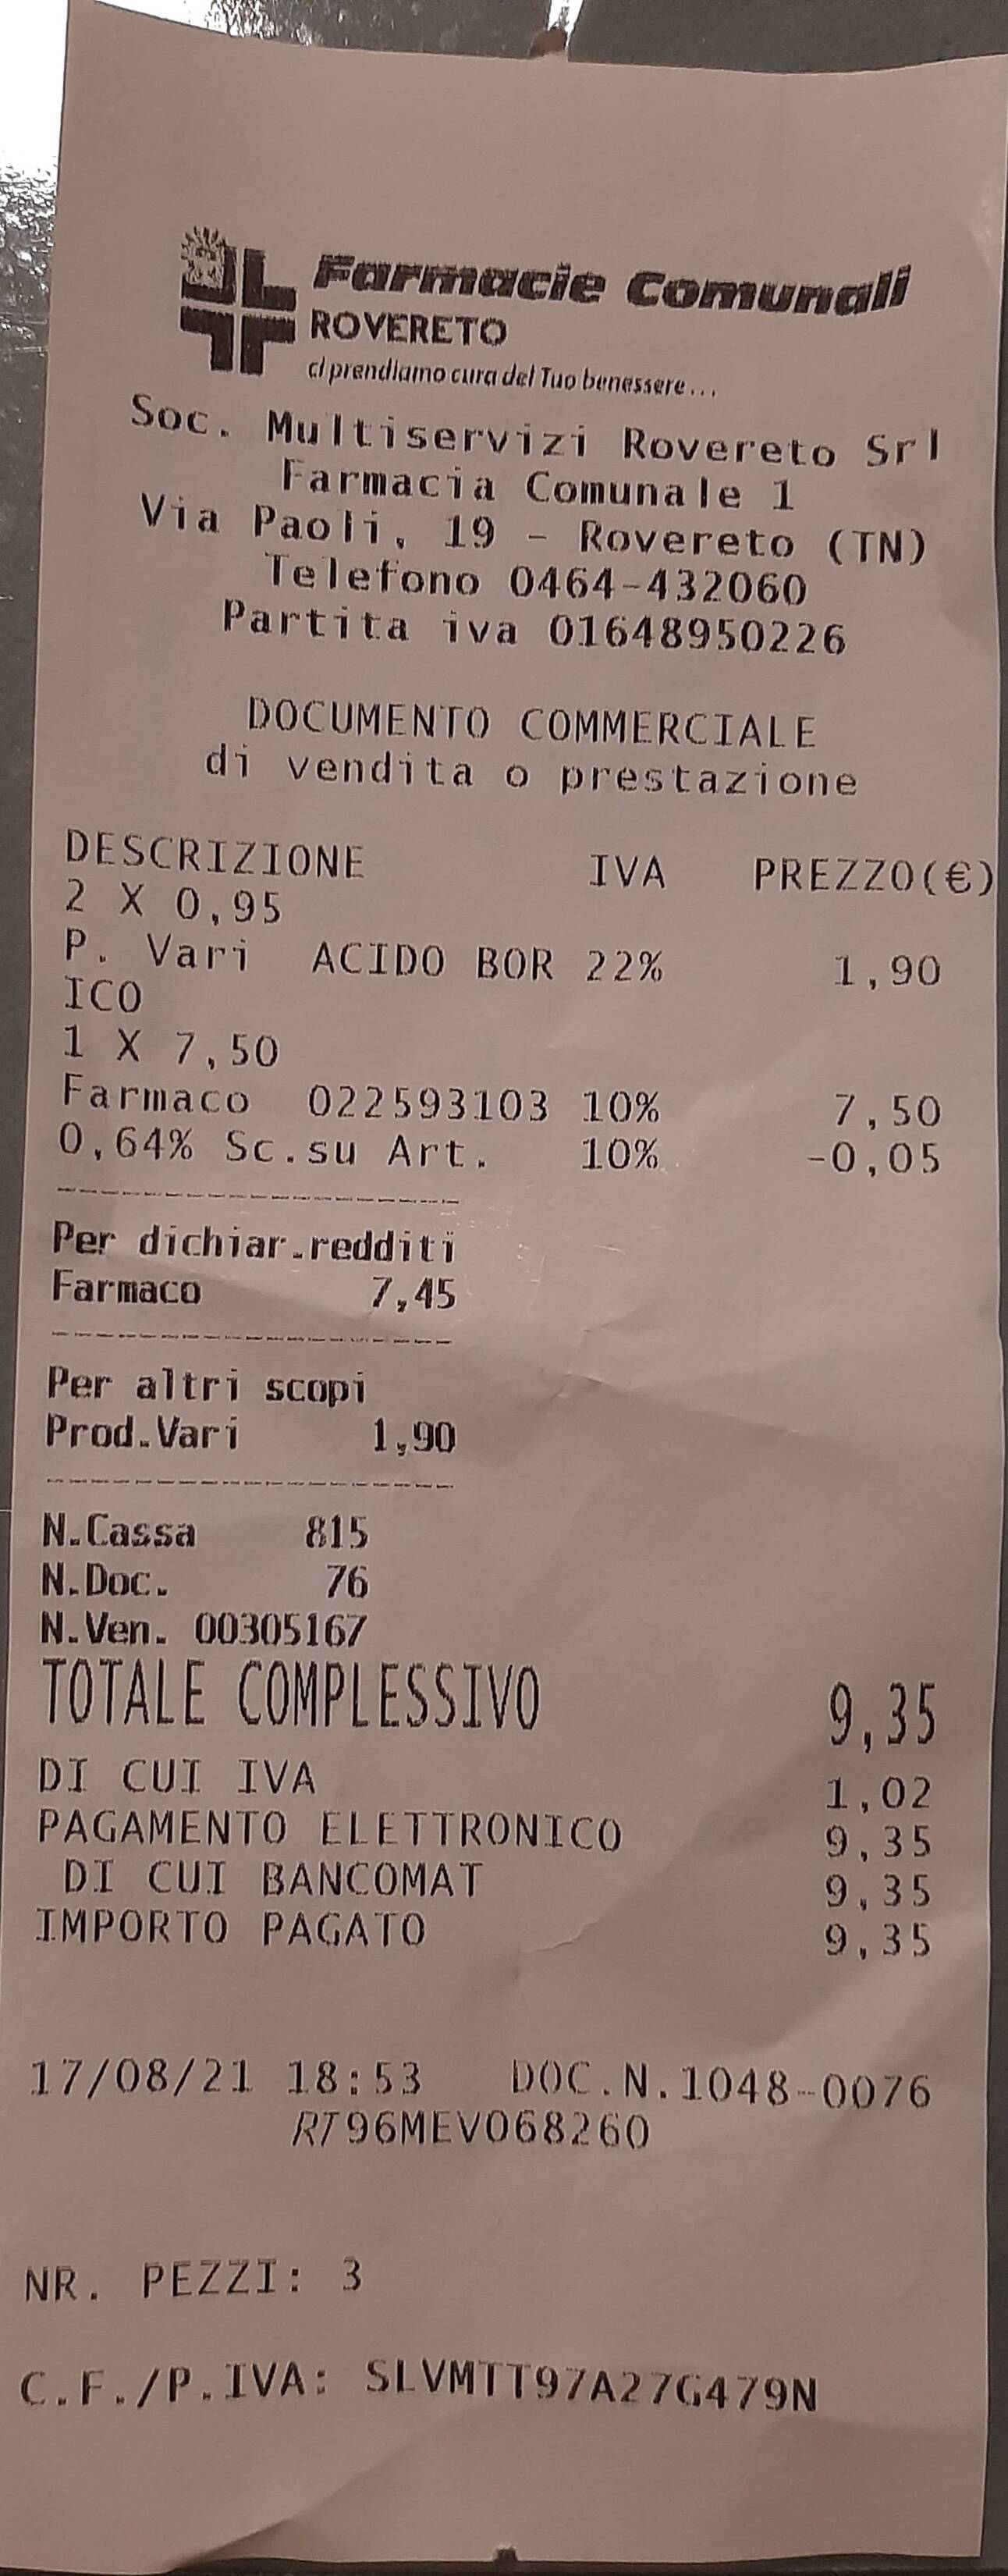 Farmacie Comunali
ROVERETO
ci prendiamo cura del Tuo benessere...
Soc. Multiservizi Rovereto Srl
Farmacia Comunale 1
Via Paoli, 19 - Rovereto (TN)
Telefono 0464-432060
Partita iva 01648950226
DOCUMENTO COMMERCIALE
di vendita o prestazione
DESCRIZIONE IVA PREZZO(€)
2 X 0,95
P. Vari ACIDO BOR 22% 1,90
ICO
1 X 7,50
Farmaco 022593103 10% 7,50
0,64% Sc.su Art. 10% -0,05
Per dichiar.redditi
Farmaco 7,45
Per altri scopi
Prod.Vari 1,90
N.Cassa 815
N.Doc. 76
N.Ven. 00305167
TOTALE COMPLESSIVO 9,35
DI CUI IVA 1,02
PAGAMENTO ELETTRONICO 9,35
DI CUI BANCOMAT 9,35
IMPORTO PAGATO 9,35
17/08/21 18:53 DOC.N.1048-0076
RT96MEV068260
NR. PEZZI: 3
C.F./P.IVA: SLVMTT97A27G479N